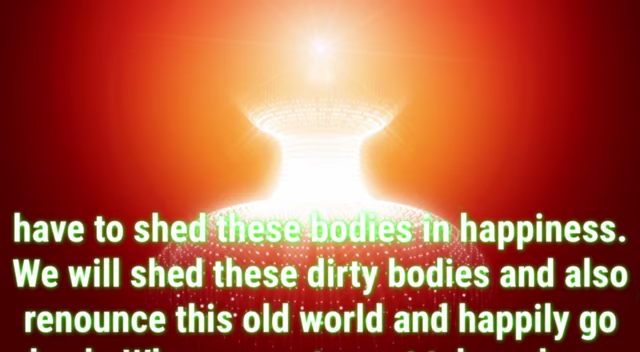 have to shed these bodies in happiness.
We will shed these dirty bodies and also
renounce this old world and happily go